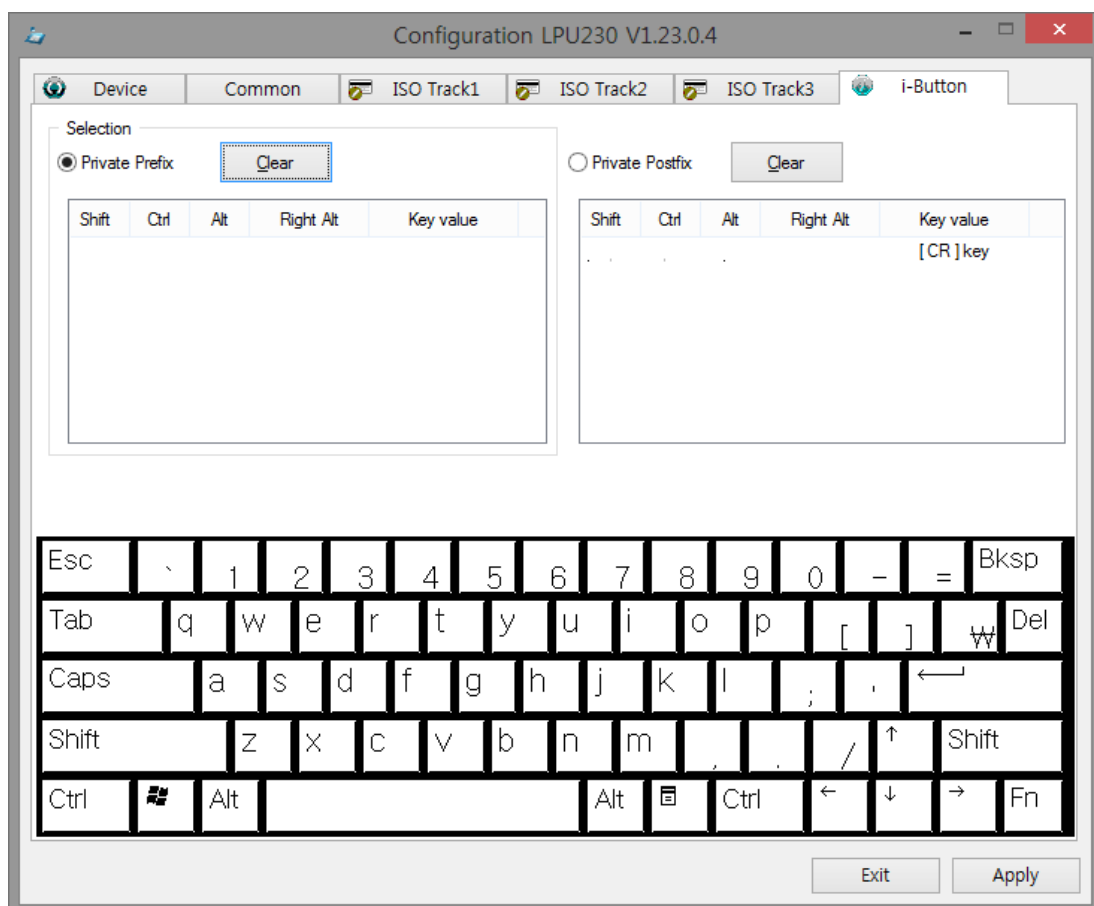 Configuration LPU230 V1.23.0.4
Device Common ISO Track1 ISO Track2 ISO Track3 i-Button
Selection
Private Prefix Clear Private Postfix Clear
Shift Ctrl Alt Right Alt Key value Shift Ctrl Alt Right Alt Key value
[ CR ] key
Esc ` 1 2 3 4 5 6 7 8 9 0 - = Bksp
Tab q w e r t y u i o p [ ] ₩ Del
Caps a s d f g h j k l ; '
Shift z x c v b n m , . / ↑ Shift
Ctrl Alt Alt Ctrl ← ↓ → Fn
Exit Apply